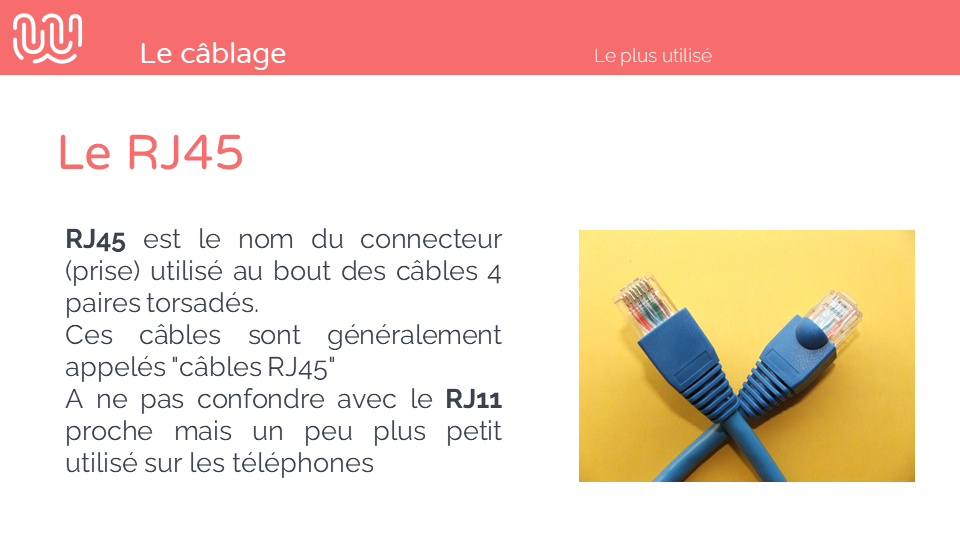 Le câblage
Le plus utilisé
Le RJ45
RJ45 est le nom du connecteur
(prise) utilisé au bout des câbles 4
paires torsadés.
Ces câbles sont généralement
appelés "câbles RJ45"
A ne pas confondre avec le RJ11
proche mais un peu plus petit
utilisé sur les téléphones